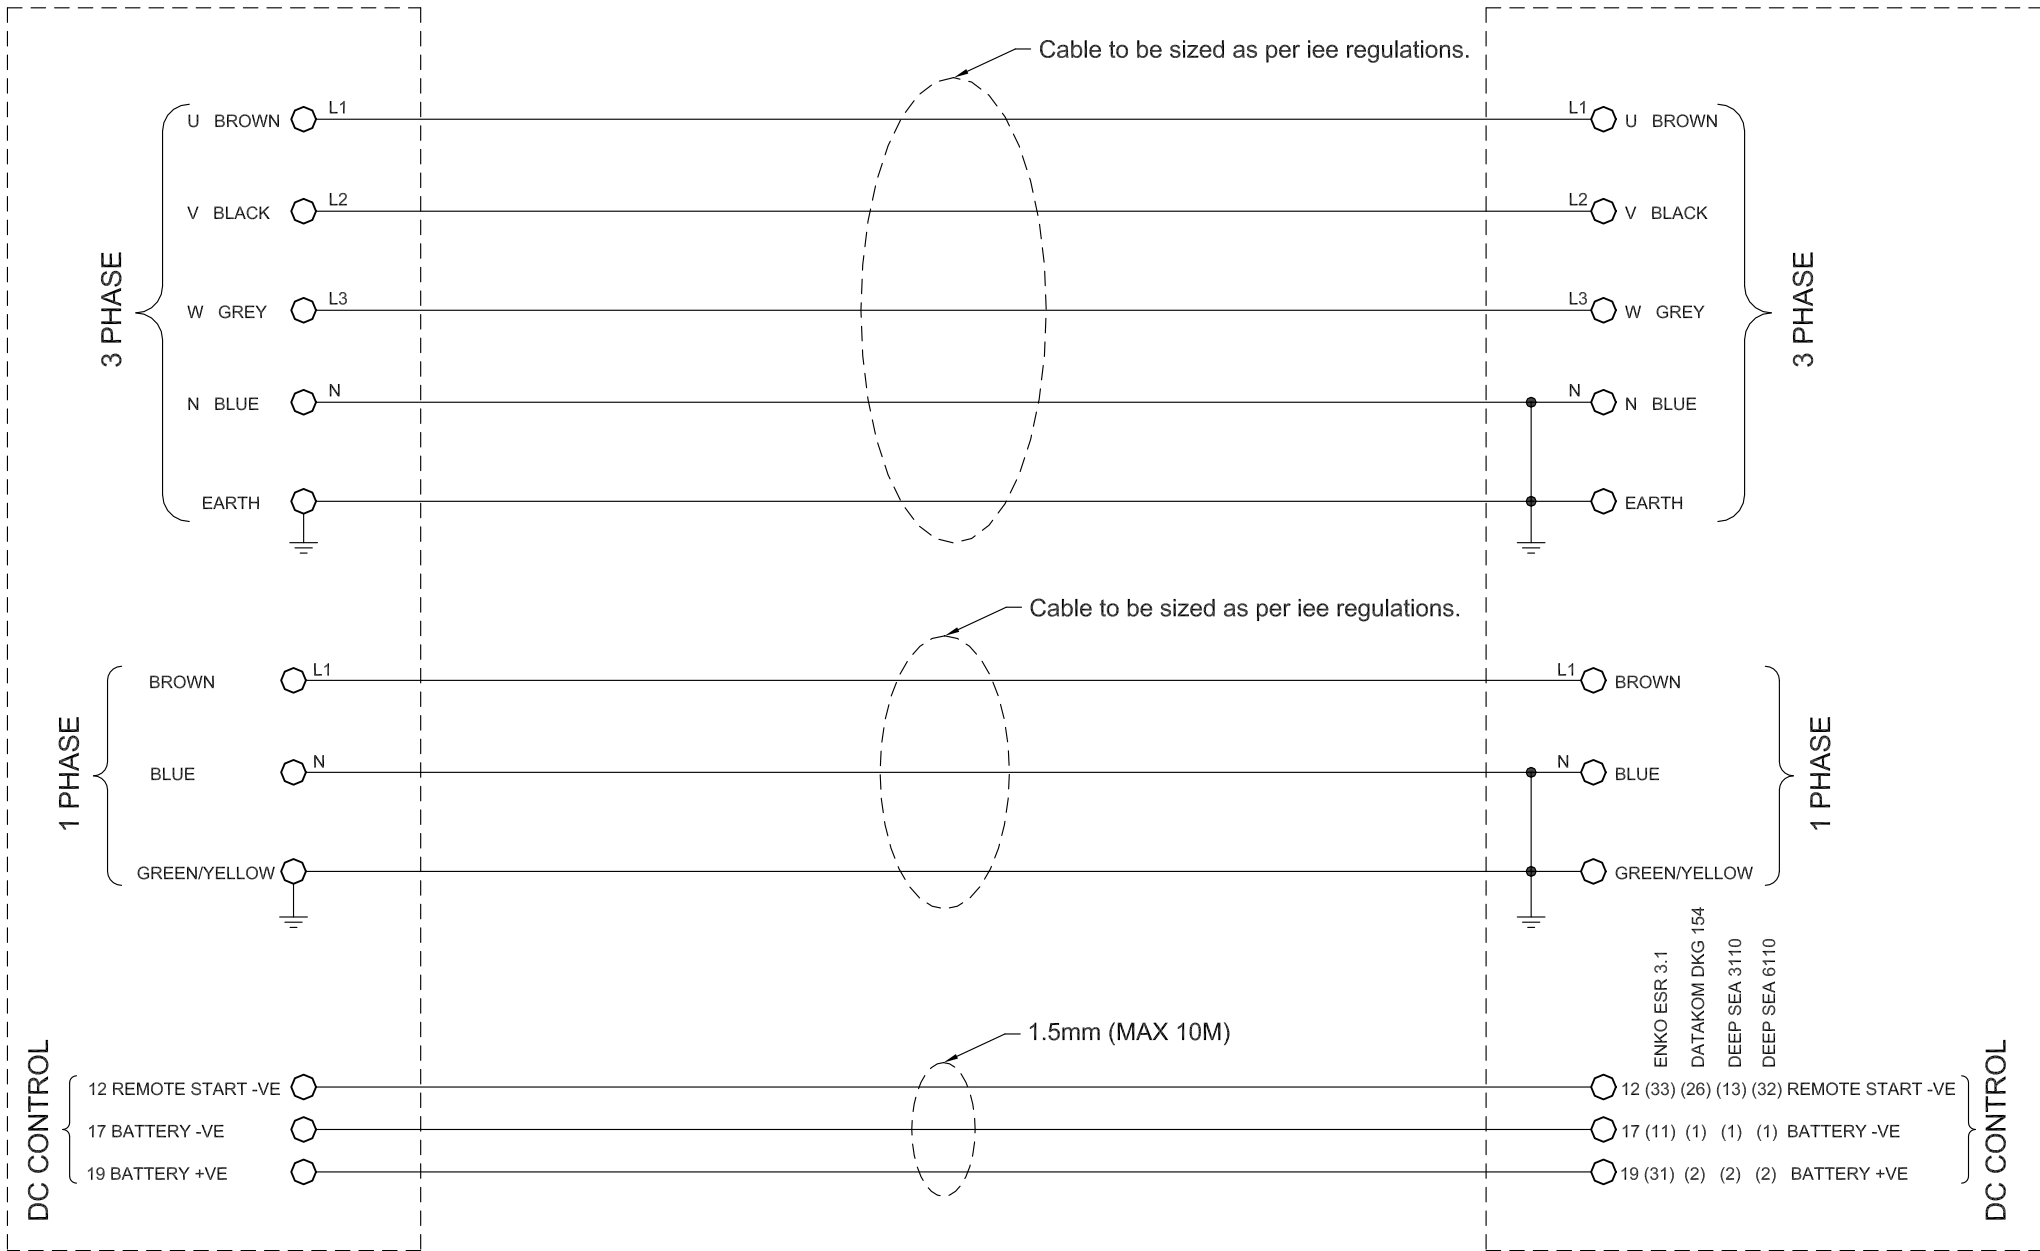 Cable to be sized as per iee regulations.
3 PHASE
U BROWN L1
V BLACK L2
W GREY L3
N BLUE N
EARTH
L1 U BROWN
L2 V BLACK
L3 W GREY
N N BLUE
EARTH
3 PHASE
Cable to be sized as per iee regulations.
1 PHASE
BROWN L1
BLUE N
GREEN/YELLOW
L1 BROWN
N BLUE
GREEN/YELLOW
1 PHASE
1.5mm (MAX 10M)
DC CONTROL
12 REMOTE START -VE
17 BATTERY -VE
19 BATTERY +VE
ENKO ESR 3.1
DATAKOM DKG 154
DEEP SEA 3110
DEEP SEA 6110
12 (33) (26) (13) (32) REMOTE START -VE
17 (11) (1) (1) (1) BATTERY -VE
19 (31) (2) (2) (2) BATTERY +VE
DC CONTROL